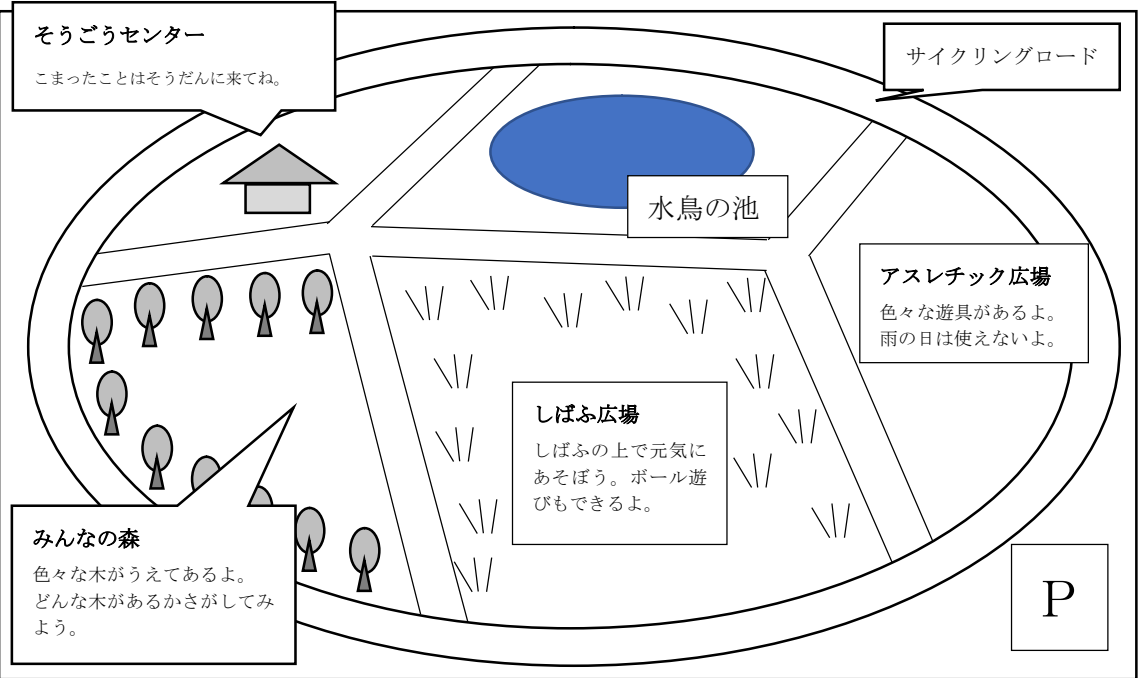 そうごうセンター
こまったことはそうだんに来てね。
サイクリングロード
水鳥の池
アスレチック広場
色々な遊具があるよ。
雨の日は使えないよ。
しばふ広場
しばふの上で元気に
あそぼう。ボール遊
びもできるよ。
みんなの森
色々な木がうえてあるよ。
どんな木があるかさがしてみ
よう。
P